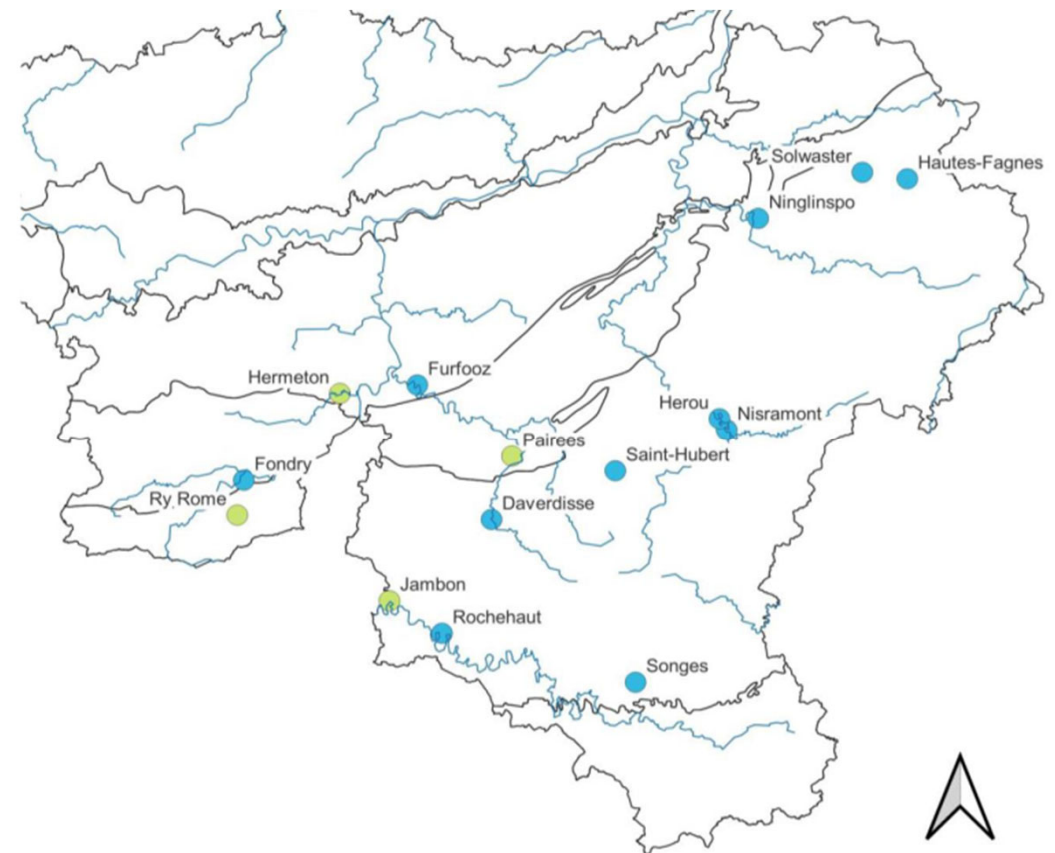 Solwaster
Hautes-Fagnes
Ninglinspo
Furfooz
Hermeton
Herou
Nisramont
Pairees
Saint-Hubert
Fondry
Ry Rome
Daverdisse
Jambon
Rochehaut
Songes